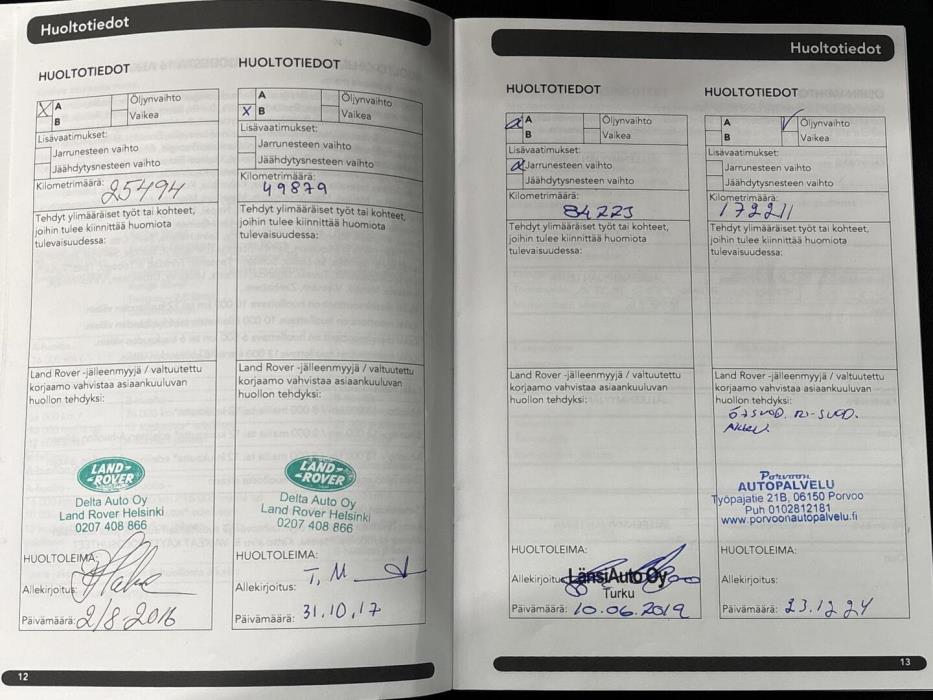 Huoltotiedot
HUOLTOTIEDOT
X A
B
Öljynvaihto
Vaikea
Lisävaatimukset:
Jarrunesteen vaihto
Jäähdytysnesteen vaihto
Kilometrimäärä:
25494
Tehdyt ylimääräiset työt tai kohteet,
joihin tulee kiinnittää huomiota
tulevaisuudessa:
Land Rover -jälleenmyyjä / valtuutettu
korjaamo vahvistaa asiaankuuluvan
huollon tehdyksi:
LAND-
-ROVER
Delta Auto Oy
Land Rover Helsinki
0207 408 866
HUOLTOLEIMA:
Allekirjoitus:
Päivämäärä: 2/8-2016
HUOLTOTIEDOT
A
X B
Öljynvaihto
Vaikea
Lisävaatimukset:
Jarrunesteen vaihto
Jäähdytysnesteen vaihto
Kilometrimäärä:
49879
Tehdyt ylimääräiset työt tai kohteet,
joihin tulee kiinnittää huomiota
tulevaisuudessa:
Land Rover -jälleenmyyjä / valtuutettu
korjaamo vahvistaa asiaankuuluvan
huollon tehdyksi:
LAND-
-ROVER
Delta Auto Oy
Land Rover Helsinki
0207 408 866
HUOLTOLEIMA:
Allekirjoitus: T, M
Päivämäärä: 31.10.17
12
Huoltotiedot
HUOLTOTIEDOT
A
B
Öljynvaihto
Vaikea
Lisävaatimukset:
Jarrunesteen vaihto
Jäähdytysnesteen vaihto
Kilometrimäärä:
84223
Tehdyt ylimääräiset työt tai kohteet,
joihin tulee kiinnittää huomiota
tulevaisuudessa:
Land Rover -jälleenmyyjä / valtuutettu
korjaamo vahvistaa asiaankuuluvan
huollon tehdyksi:
HUOLTOLEIMA:
Allekirjoitus: LänsiAuto Oy
Turku
Päivämäärä: 10.06.2019
HUOLTOTIEDOT
A
B
Öljynvaihto
Vaikea
Lisävaatimukset:
Jarrunesteen vaihto
Jäähdytysnesteen vaihto
Kilometrimäärä:
172211
Tehdyt ylimääräiset työt tai kohteet,
joihin tulee kiinnittää huomiota
tulevaisuudessa:
Land Rover -jälleenmyyjä / valtuutettu
korjaamo vahvistaa asiaankuuluvan
huollon tehdyksi:
Porvoon
AUTOPALVELU
Työpajatie 21B, 06150 Porvoo
Puh 0102812181
www.porvoonautopalvelu.fi
HUOLTOLEIMA:
Allekirjoitus:
Päivämäärä: 23.12.24
13